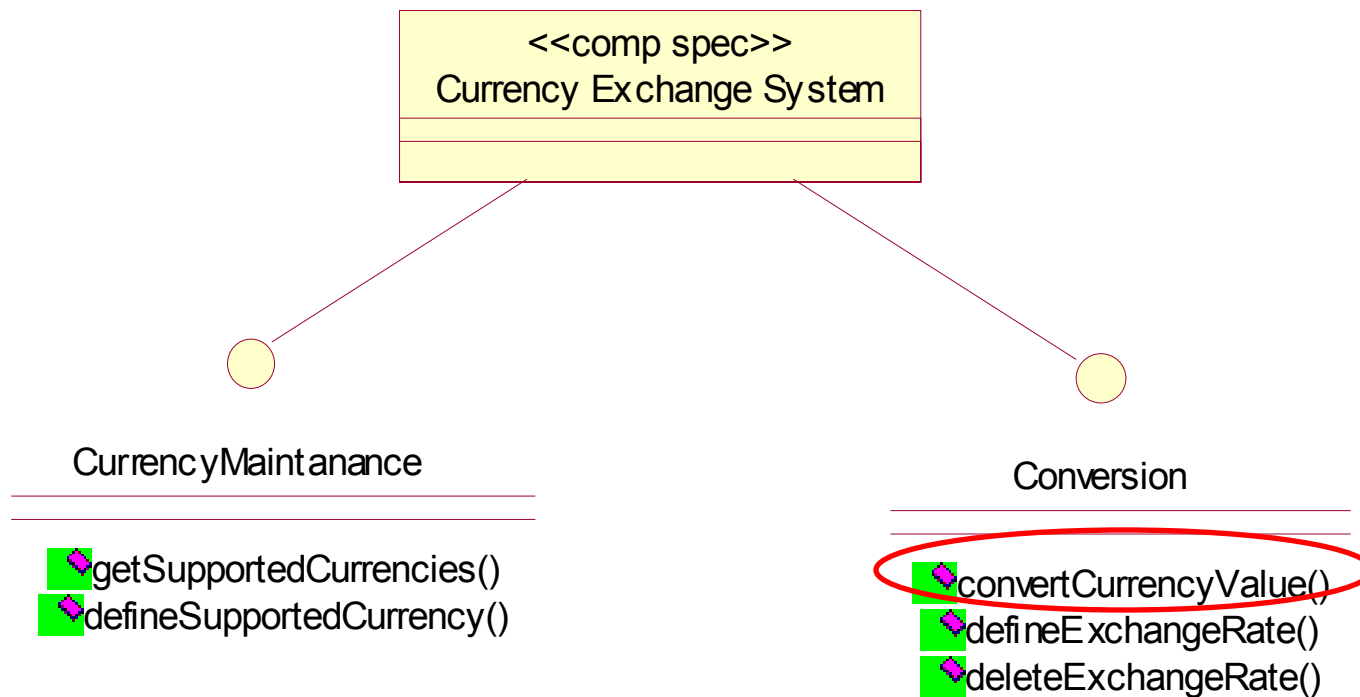 <<comp spec>>
Currency Exchange System
CurrencyMaintanance
getSupportedCurrencies()
defineSupportedCurrency()
Conversion
convertCurrencyValue()
defineExchangeRate()
deleteExchangeRate()